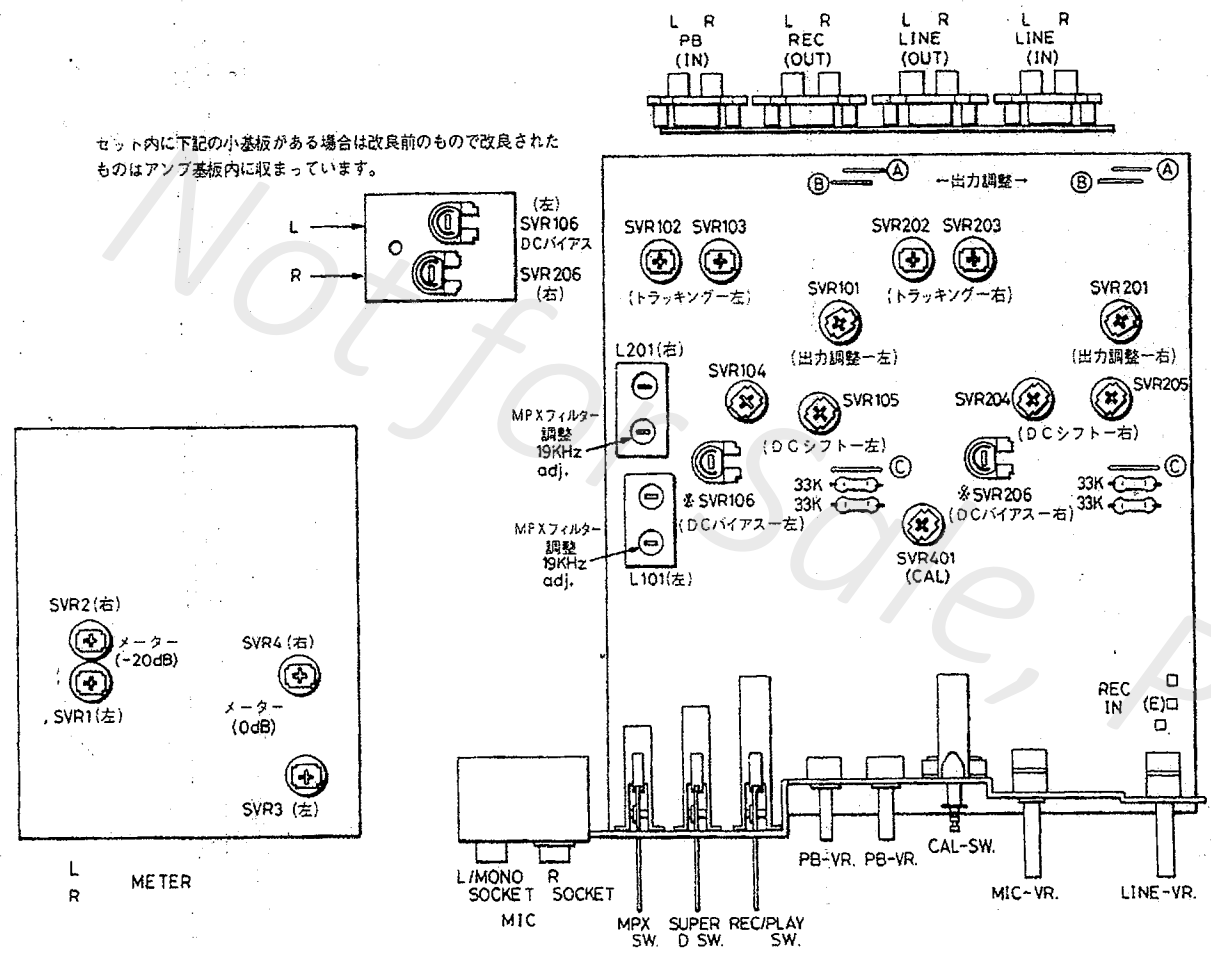 L R
PB
(IN)
L R
REC
(OUT)
L R
LINE
(OUT)
L R
LINE
(IN)
セット内に下記の小基板がある場合は改良前のもので改良された
ものはアンプ基板内に収まっています。
L
R
(左)
SVR106
DCバイアス
SVR206
(右)
Ⓐ
Ⓑ
←出力調整→
Ⓐ
Ⓑ
SVR102 SVR103
(トラッキングー左)
SVR202 SVR203
(トラッキングー右)
SVR101
(出力調整ー左)
SVR201
(出力調整ー右)
L201(右)
MPXフィルター
調整
19KHz
adj.
SVR104
SVR105
(DCシフトー左)
SVR204
SVR205
(DCシフトー右)
※SVR106
(DCバイアスー左)
Ⓒ
33K
33K
※SVR206
(DCバイアスー右)
Ⓒ
33K
33K
MPXフィルター
調整
19KHz
adj.
L101(左)
SVR401
(CAL)
SVR2(右)
メーター
(-20dB)
SVR1(左)
SVR4(右)
メーター
(0dB)
SVR3 (左)
L
R
METER
REC
IN
(E)
L/MONO
SOCKET
R
SOCKET
MIC
MPX
SW.
SUPER
D SW.
REC/PLAY
SW.
PB-VR.
PB-VR.
CAL-SW.
MIC-VR.
LINE-VR.
Not for Sale, p